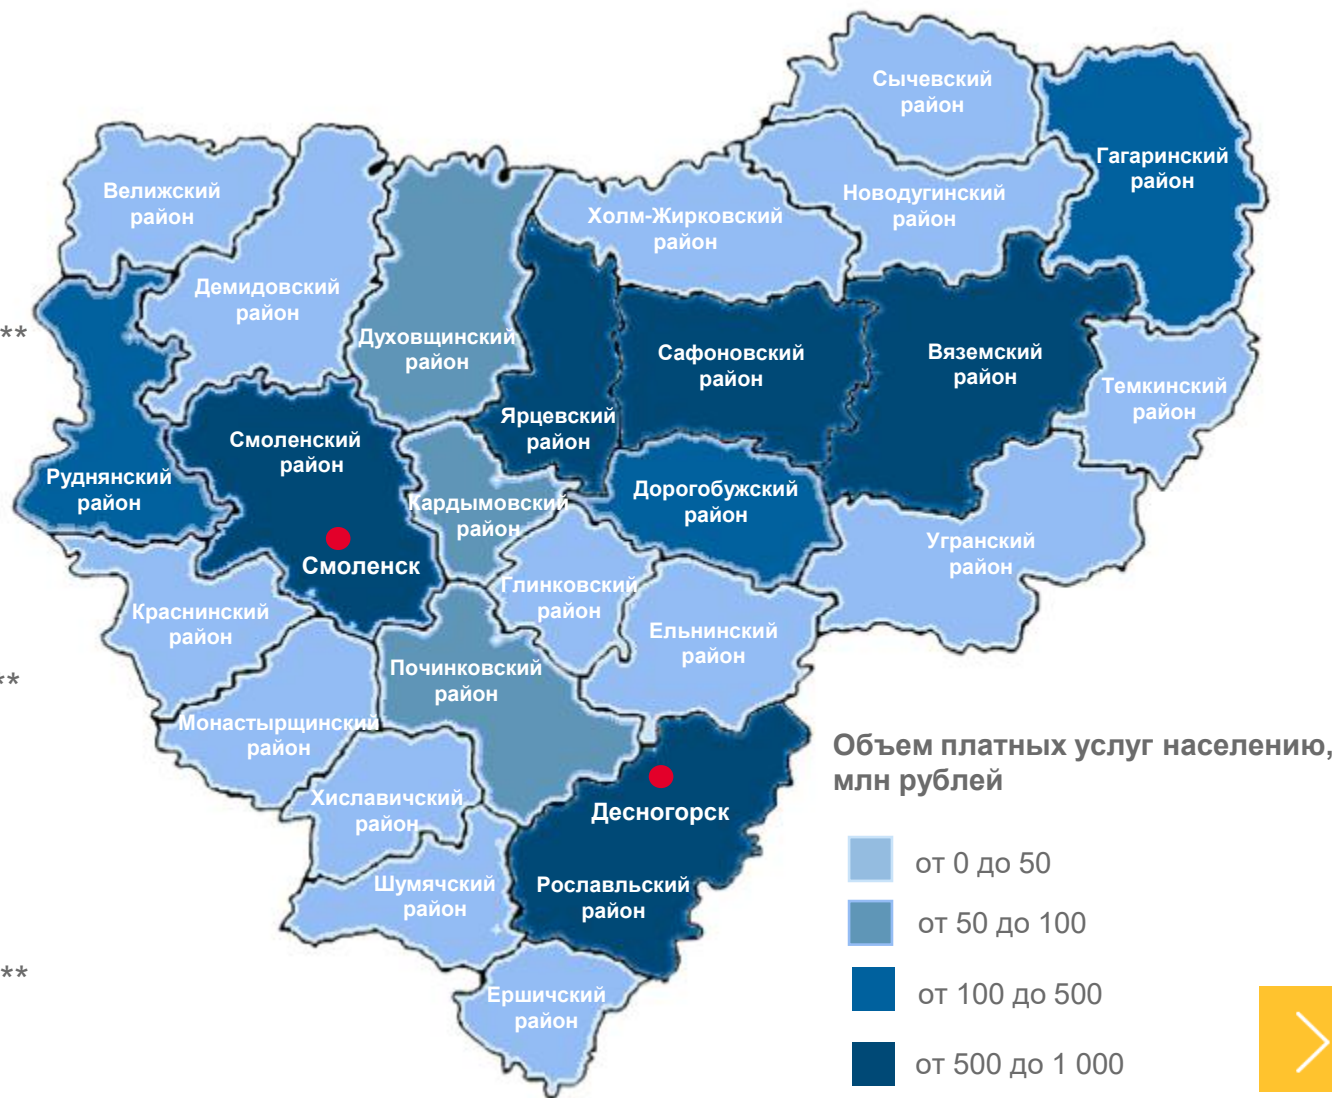 Сычевский
район
Гагаринский
район
Велижский
район
Новодугинский
район
Холм-Жирковский
район
Демидовский
район
**
Духовщинский
район
Сафоновский
район
Вяземский
район
Темкинский
район
Ярцевский
район
Смоленский
район
Руднянский
район
Кардымовский
район
Дорогобужский
район
Смоленск
Угранский
район
Глинковский
район
Краснинский
район
Ельнинский
район
Починковский
район
**
Монастырщинский
район
Объем платных услуг населению,
млн рублей
Хиславичский
район
Десногорск
от 0 до 50
Шумячский
район
Рославльский
район
от 50 до 100
**
Ершичский
район
от 100 до 500
от 500 до 1 000